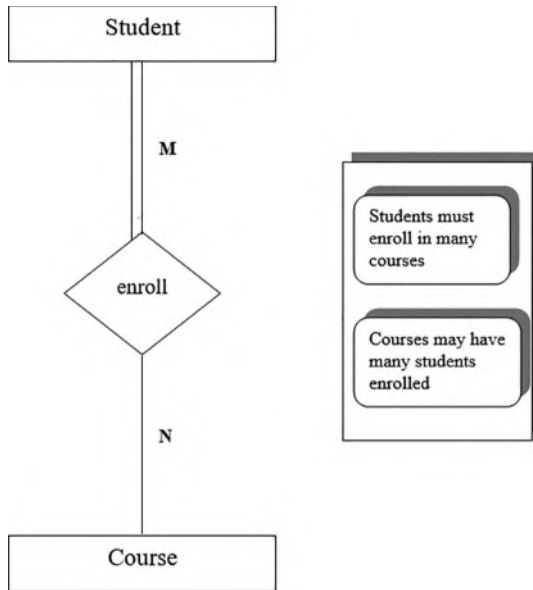 Student
M
enroll
N
Course
Students must
enroll in many
courses
Courses may have
many students
enrolled